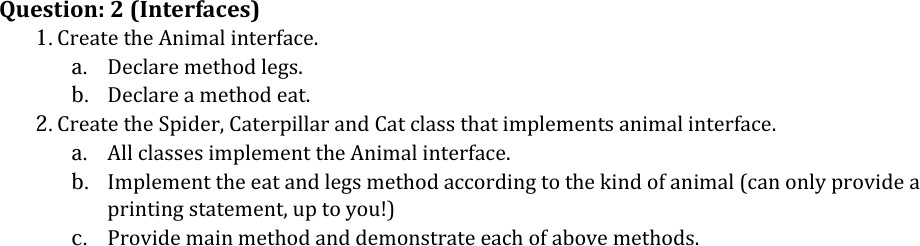 Question: 2 (Interfaces)
1. Create the Animal interface.
a. Declare method legs.
b. Declare a method eat.
2. Create the Spider, Caterpillar and Cat class that implements animal interface.
a. All classes implement the Animal interface.
b. Implement the eat and legs method according to the kind of animal (can only provide a
printing statement, up to you!)
c. Provide main method and demonstrate each of above methods.